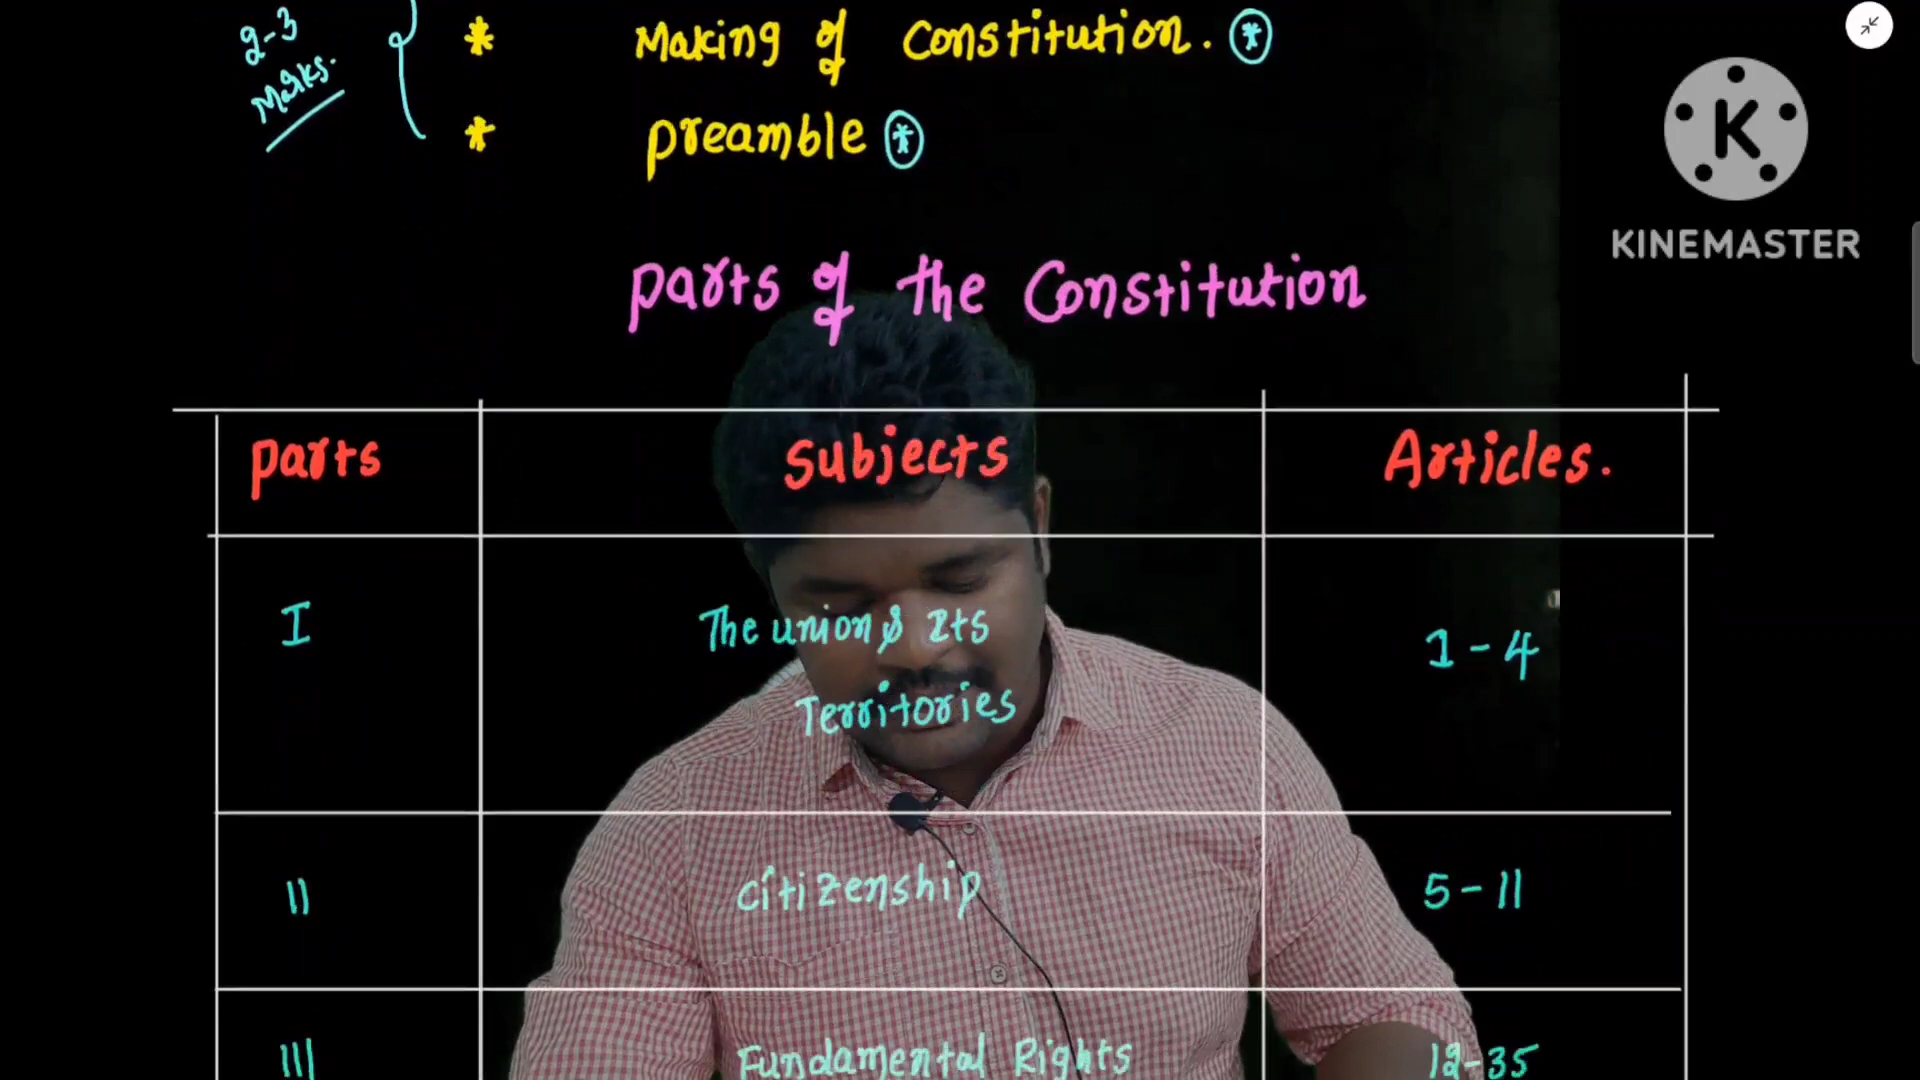 2-3
Marks.
* Making of Constitution. *
* preamble *
K
KINEMASTER
parts of the Constitution
parts Subjects Articles.
I The union & Its Territories 1-4
II Citizenship 5-11
III Fundamental Rights 12-35